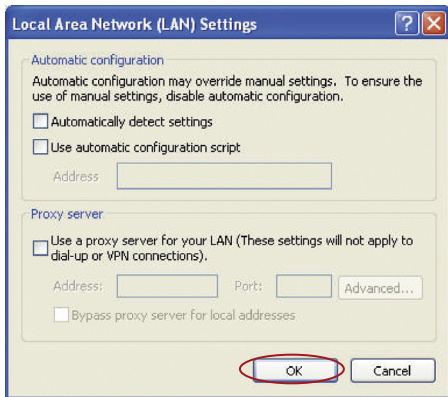 Local Area Network (LAN) Settings
Automatic configuration
Automatic configuration may override manual settings. To ensure the
use of manual settings, disable automatic configuration.
Automatically detect settings
Use automatic configuration script
Address
Proxy server
Use a proxy server for your LAN (These settings will not apply to
dial-up or VPN connections).
Address: Port: Advanced...
Bypass proxy server for local addresses
OK Cancel